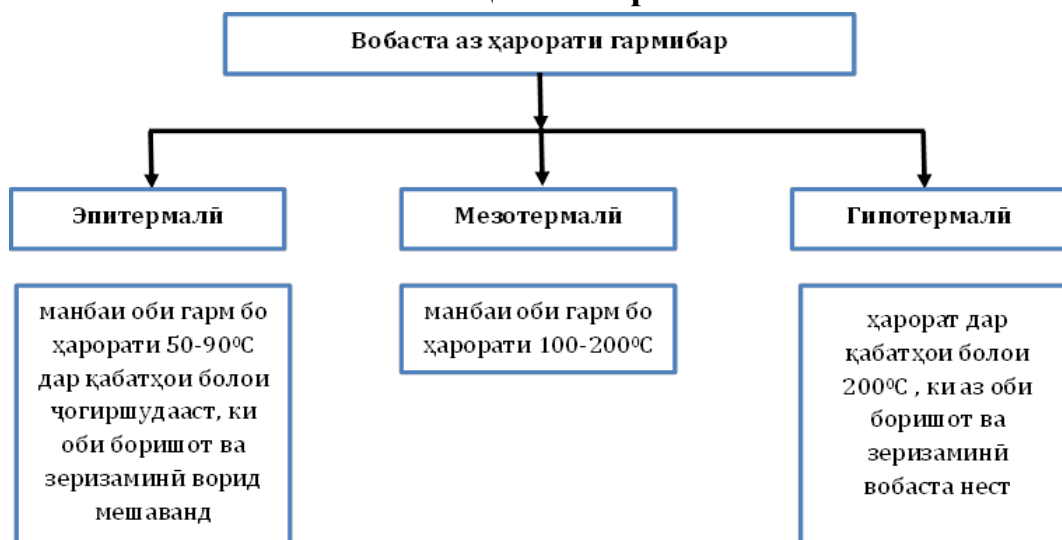 Вобаста аз ҳарорати гармибар
Эпитермалӣ
Мезотермалӣ
Гипотермалӣ
манбаи оби гарм бо
ҳарорати 50-90⁰С
дар қабатҳои болои
ҷогиршудааст, ки
оби боришот ва
зеризаминӣ ворид
мешаванд
манбаи оби гарм бо
ҳарорати 100-200⁰С
ҳарорат дар
қабатҳои болои
200⁰С , ки аз оби
боришот ва
зеризаминӣ
вобаста нест